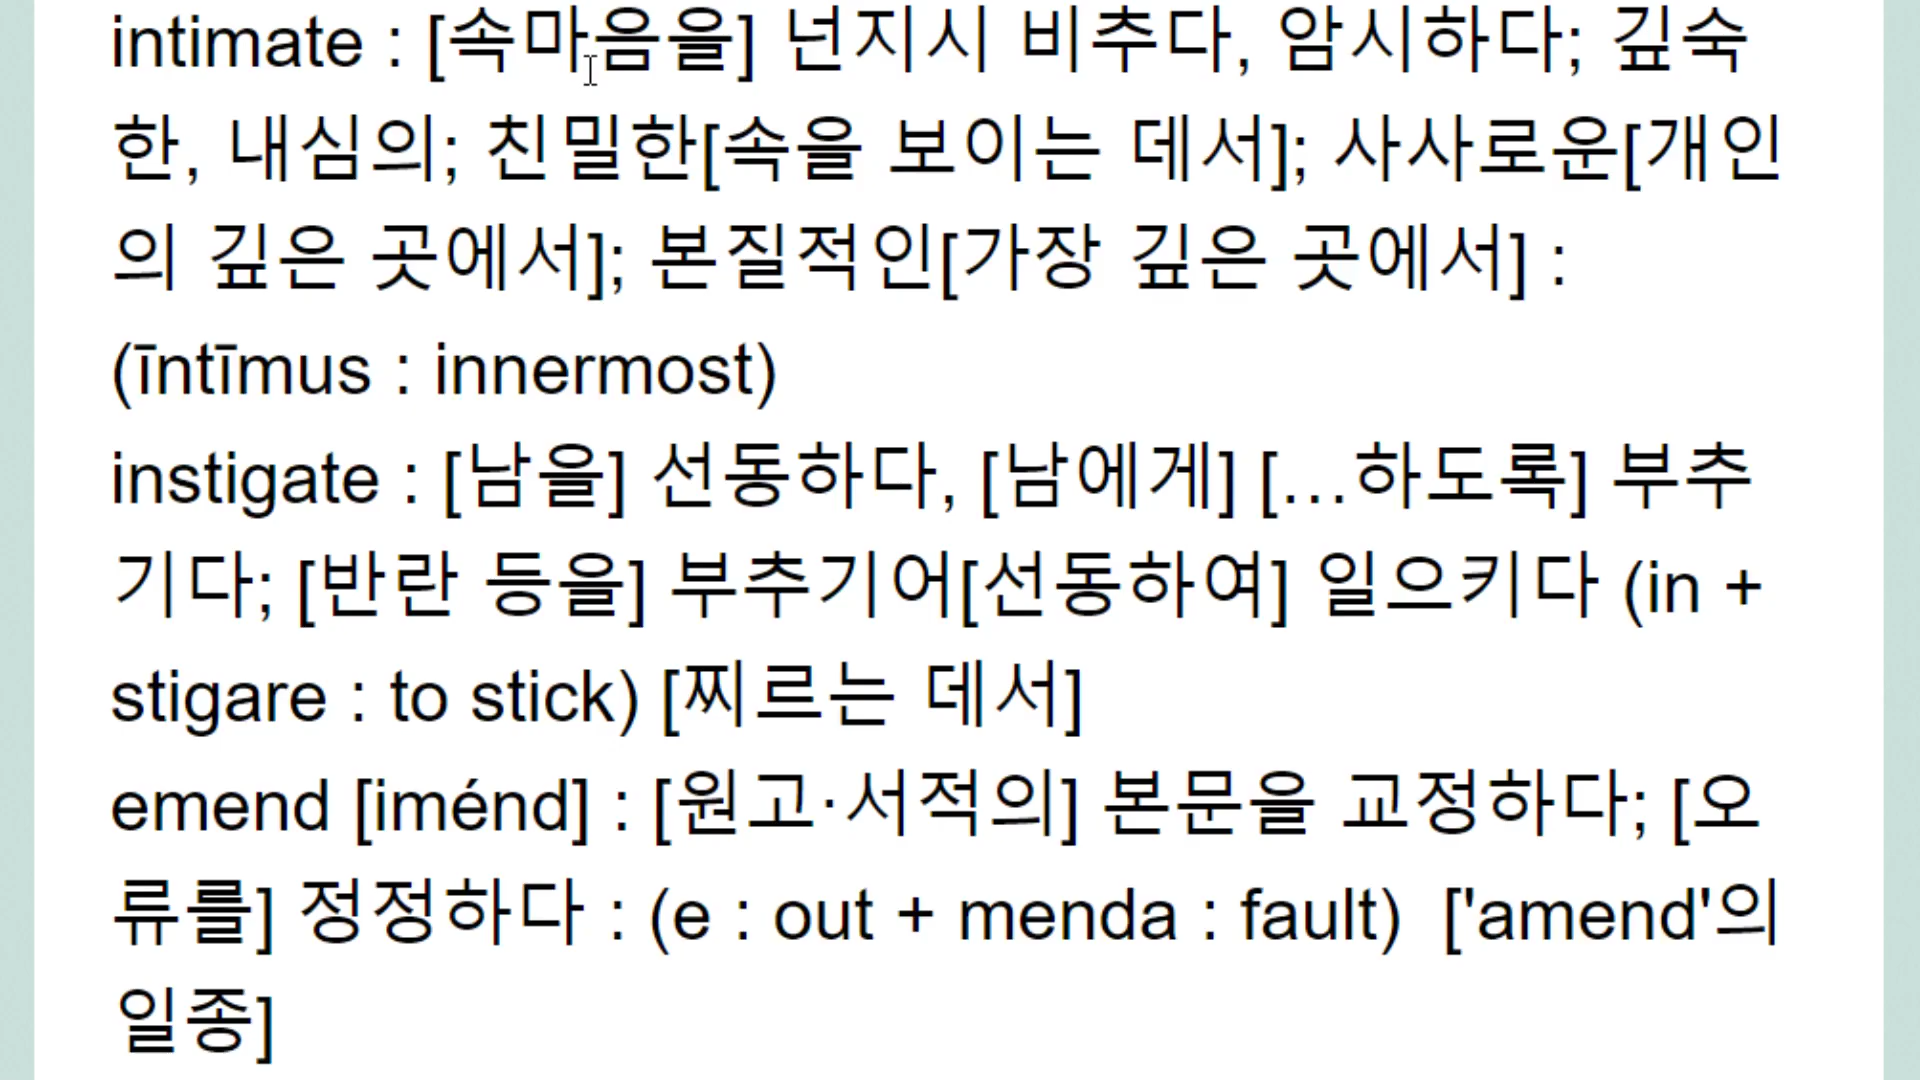 intimate : [속마음을] 넌지시 비추다, 암시하다; 깊숙
한, 내심의; 친밀한[속을 보이는 데서]; 사사로운[개인
의 깊은 곳에서]; 본질적인[가장 깊은 곳에서] :
(īntīmus : innermost)
instigate : [남을] 선동하다, [남에게] […하도록] 부추
기다; [반란 등을] 부추기어[선동하여] 일으키다 (in +
stigare : to stick) [찌르는 데서]
emend [iménd] : [원고·서적의] 본문을 교정하다; [오
류를] 정정하다 : (e : out + menda : fault)  ['amend'의
일종]